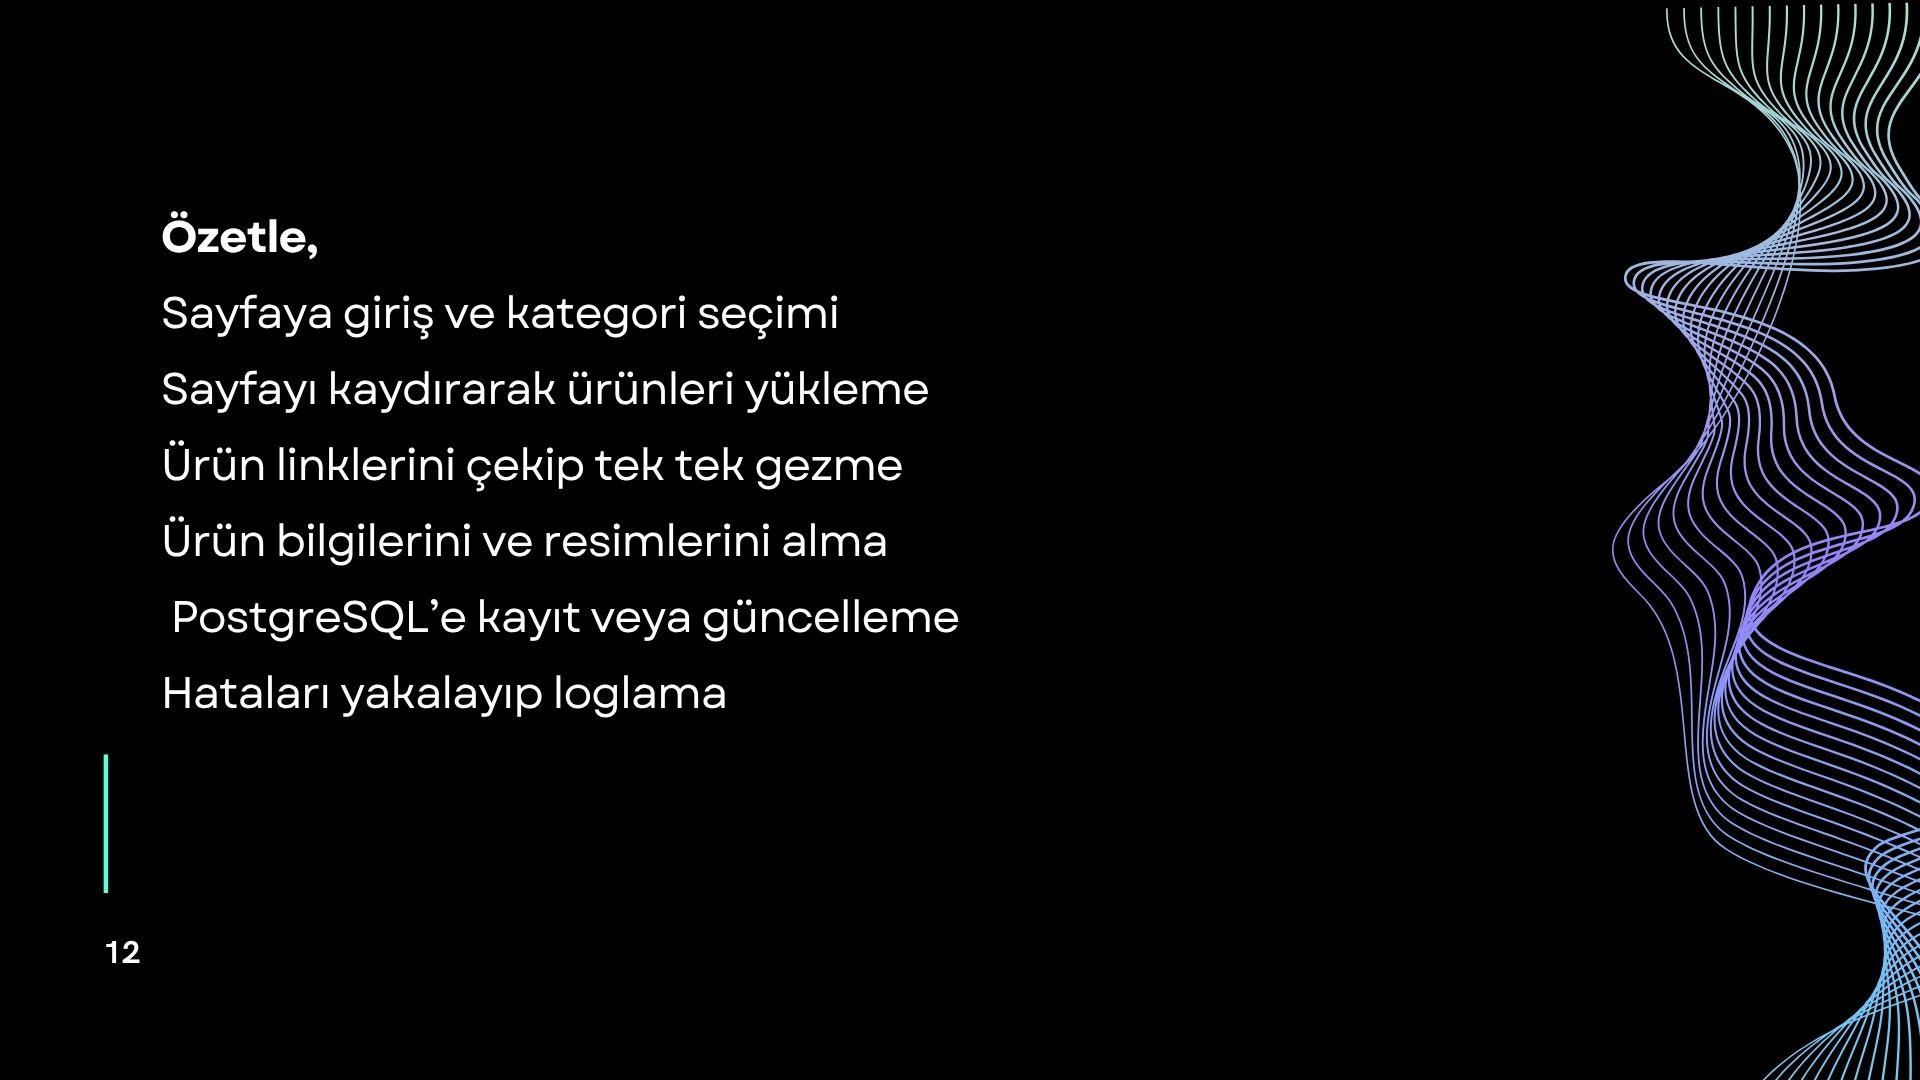 Özetle,
Sayfaya giriş ve kategori seçimi
Sayfayı kaydırarak ürünleri yükleme
Ürün linklerini çekip tek tek gezme
Ürün bilgilerini ve resimlerini alma
PostgreSQL’e kayıt veya güncelleme
Hataları yakalayıp loglama
12